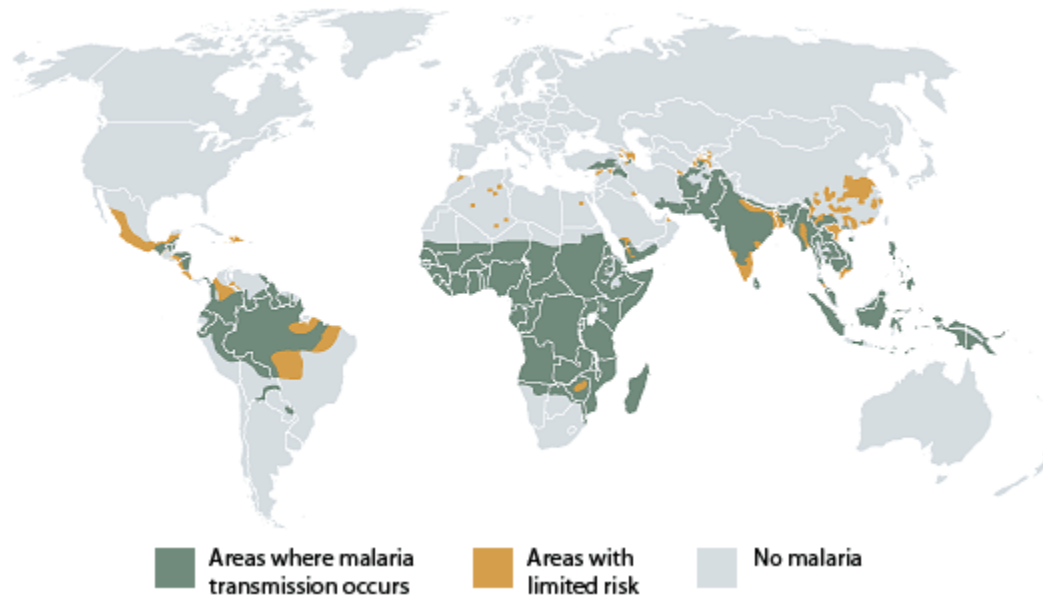 Areas where malaria
transmission occurs
Areas with
limited risk
No malaria